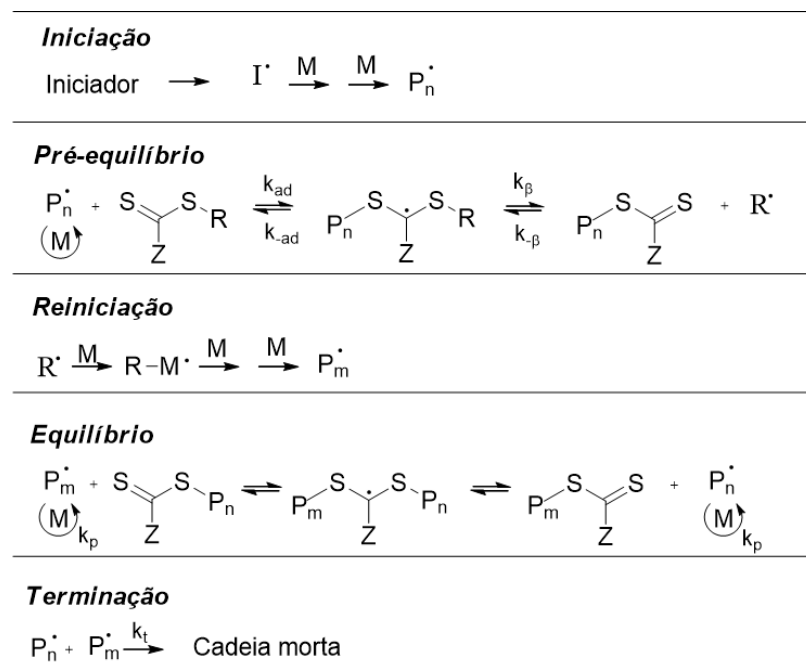 Iniciação
Iniciador → I• M → M → Pn•
Pré-equilíbrio
Pn• + S S R Z kad k-ad Pn S • S R Z kβ k-β Pn S S Z + R•
M
Reiniciação
R• M → R–M• M → M → Pm•
Equilíbrio
Pm• + S S Pn Z ⇌ Pm S • S Pn Z ⇌ Pm S S Z + Pn•
M kp M kp
Terminação
Pn• + Pm• kt → Cadeia morta